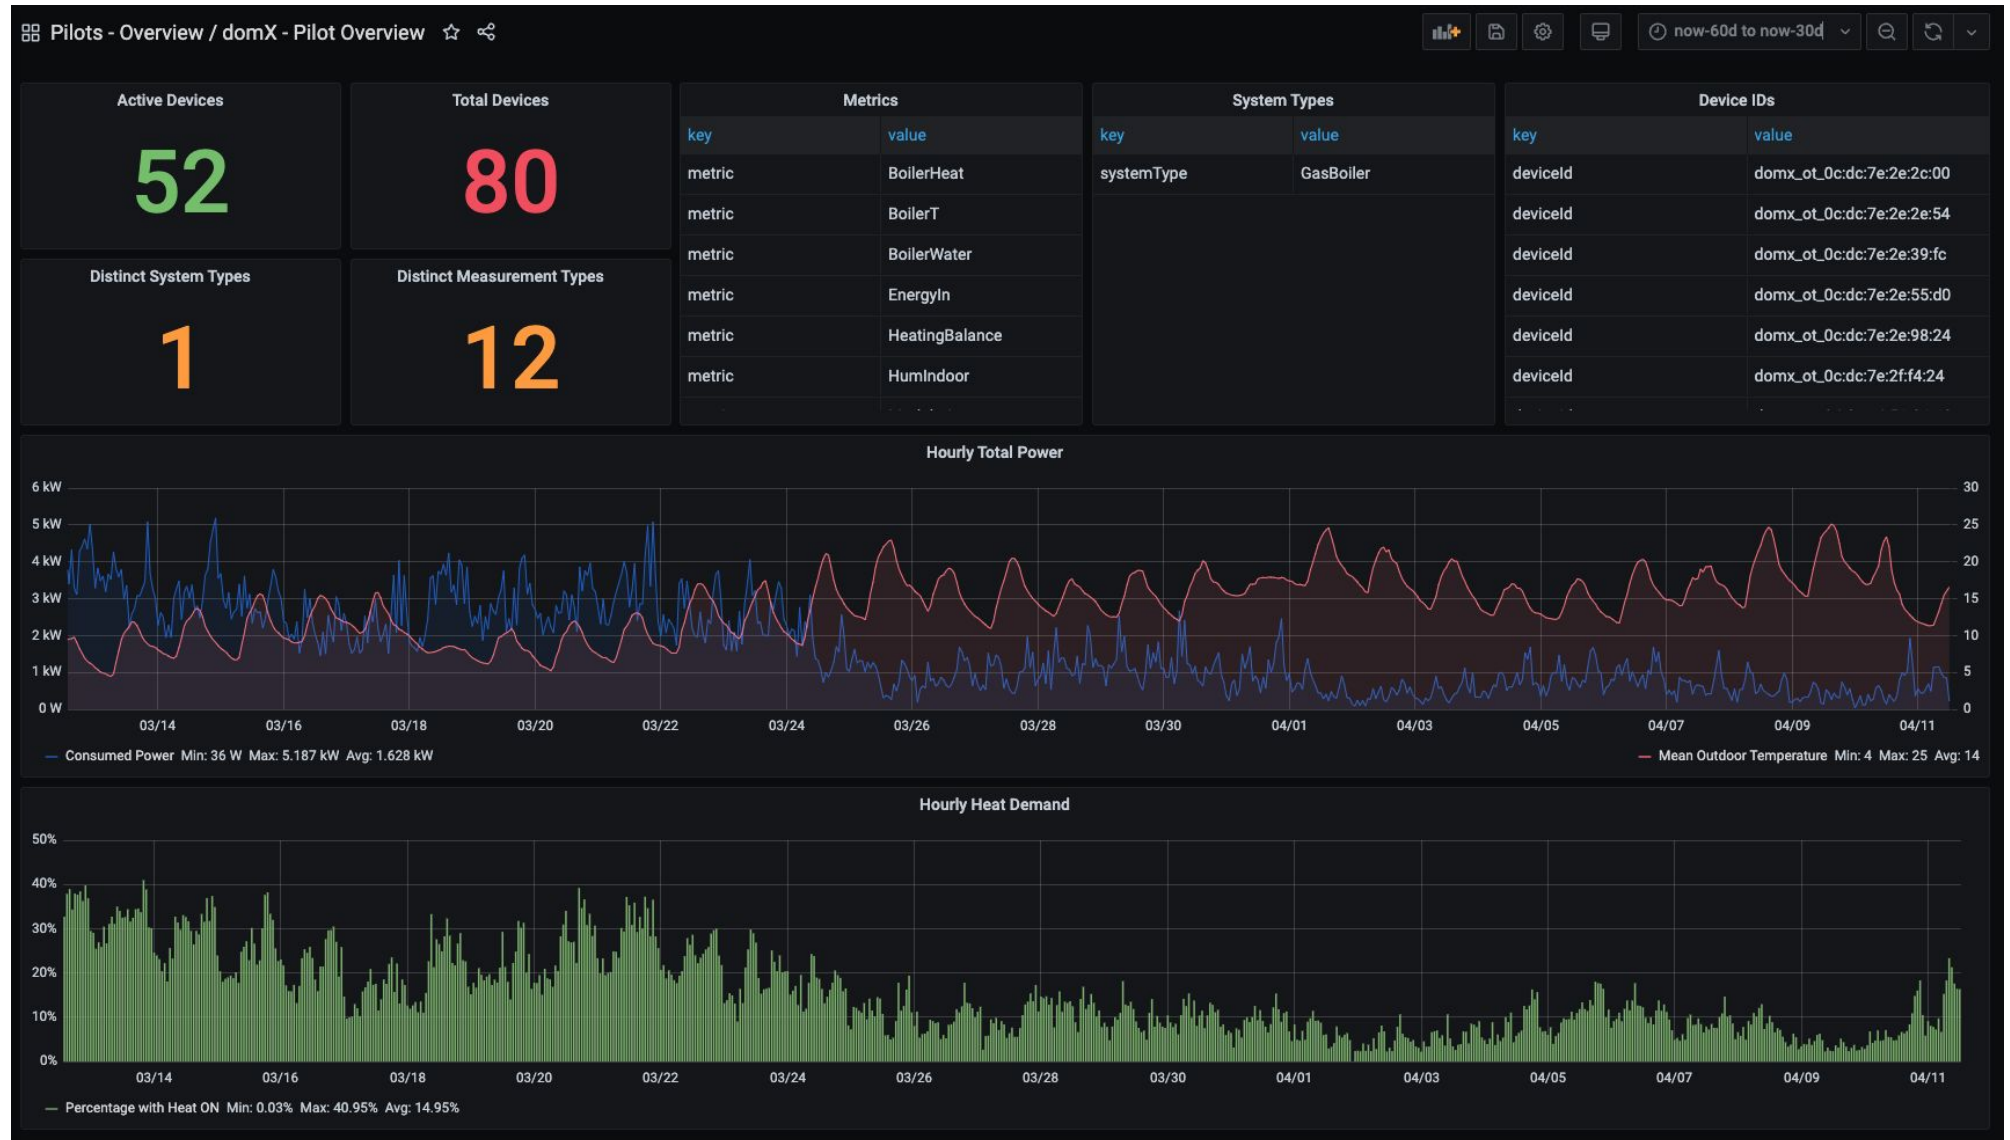 Pilots - Overview / domX - Pilot Overview
now-60d to now-30d
Active Devices
52
Total Devices
80
Distinct System Types
1
Distinct Measurement Types
12
Metrics
key value
metric BoilerHeat
metric BoilerT
metric BoilerWater
metric EnergyIn
metric HeatingBalance
metric HumIndoor
System Types
key value
systemType GasBoiler
Device IDs
key value
deviceId domx_ot_0c:dc:7e:2e:2c:00
deviceId domx_ot_0c:dc:7e:2e:2e:54
deviceId domx_ot_0c:dc:7e:2e:39:fc
deviceId domx_ot_0c:dc:7e:2e:55:d0
deviceId domx_ot_0c:dc:7e:2e:98:24
deviceId domx_ot_0c:dc:7e:2f:f4:24
Hourly Total Power
6 kW 30
5 kW 25
4 kW 20
3 kW 15
2 kW 10
1 kW 5
0 W 0
03/14 03/16 03/18 03/20 03/22 03/24 03/26 03/28 03/30 04/01 04/03 04/05 04/07 04/09 04/11
Consumed Power Min: 36 W Max: 5.187 kW Avg: 1.628 kW
Mean Outdoor Temperature Min: 4 Max: 25 Avg: 14
Hourly Heat Demand
50%
40%
30%
20%
10%
0%
03/14 03/16 03/18 03/20 03/22 03/24 03/26 03/28 03/30 04/01 04/03 04/05 04/07 04/09 04/11
Percentage with Heat ON Min: 0.03% Max: 40.95% Avg: 14.95%